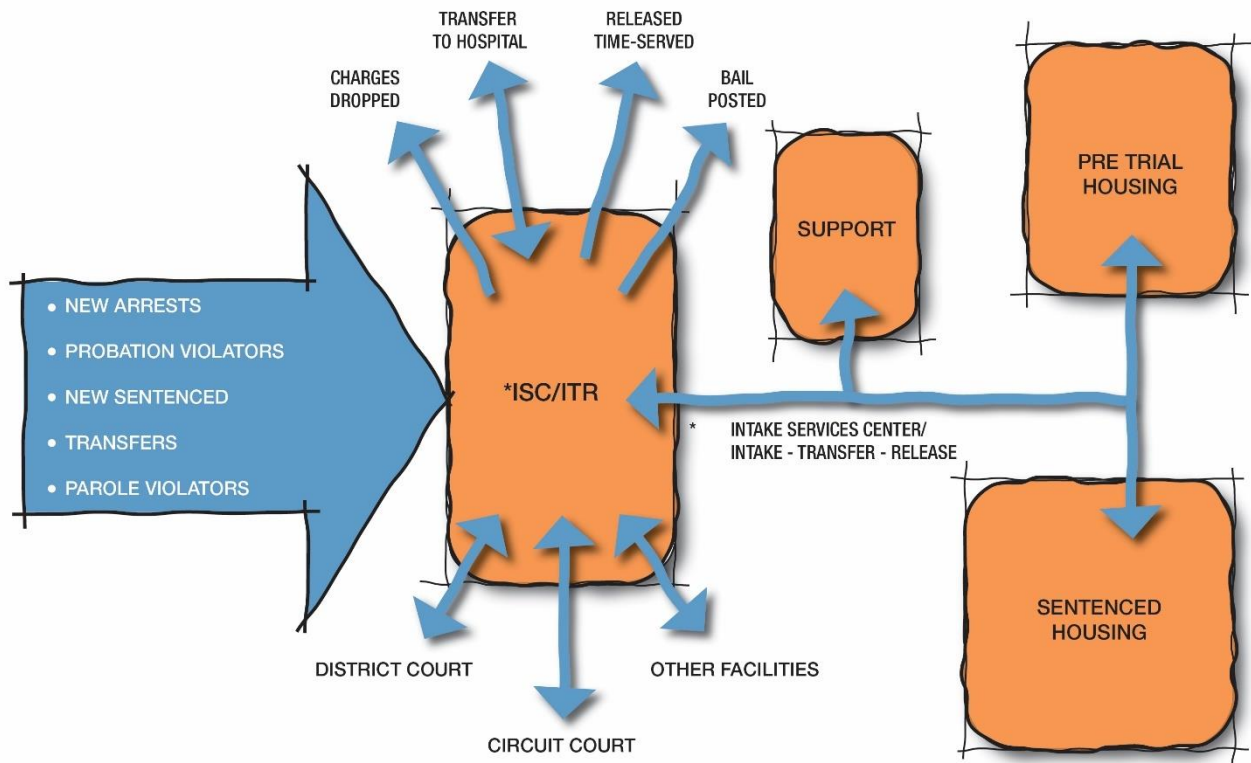 TRANSFER
TO HOSPITAL
RELEASED
TIME-SERVED
CHARGES
DROPPED
BAIL
POSTED
• NEW ARRESTS
• PROBATION VIOLATORS
• NEW SENTENCED
• TRANSFERS
• PAROLE VIOLATORS
*ISC/ITR
SUPPORT
PRE TRIAL
HOUSING
* INTAKE SERVICES CENTER/
INTAKE - TRANSFER - RELEASE
SENTENCED
HOUSING
DISTRICT COURT
CIRCUIT COURT
OTHER FACILITIES